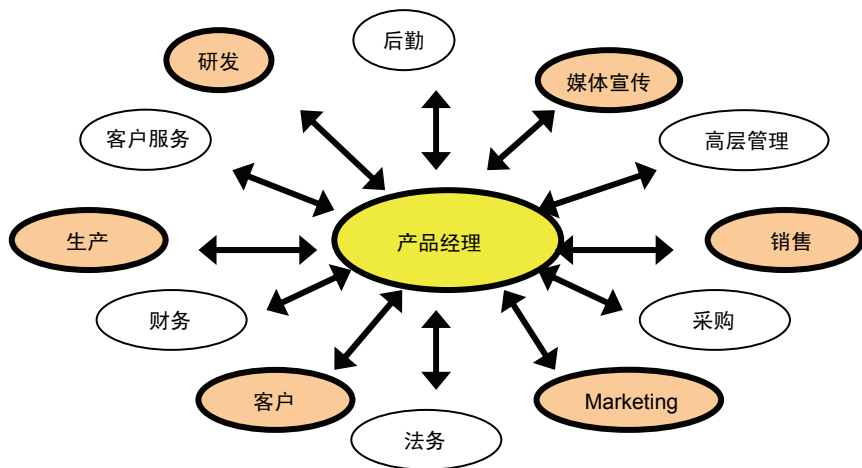 后勤
研发
媒体宣传
客户服务
高层管理
生产
产品经理
销售
财务
采购
客户
Marketing
法务